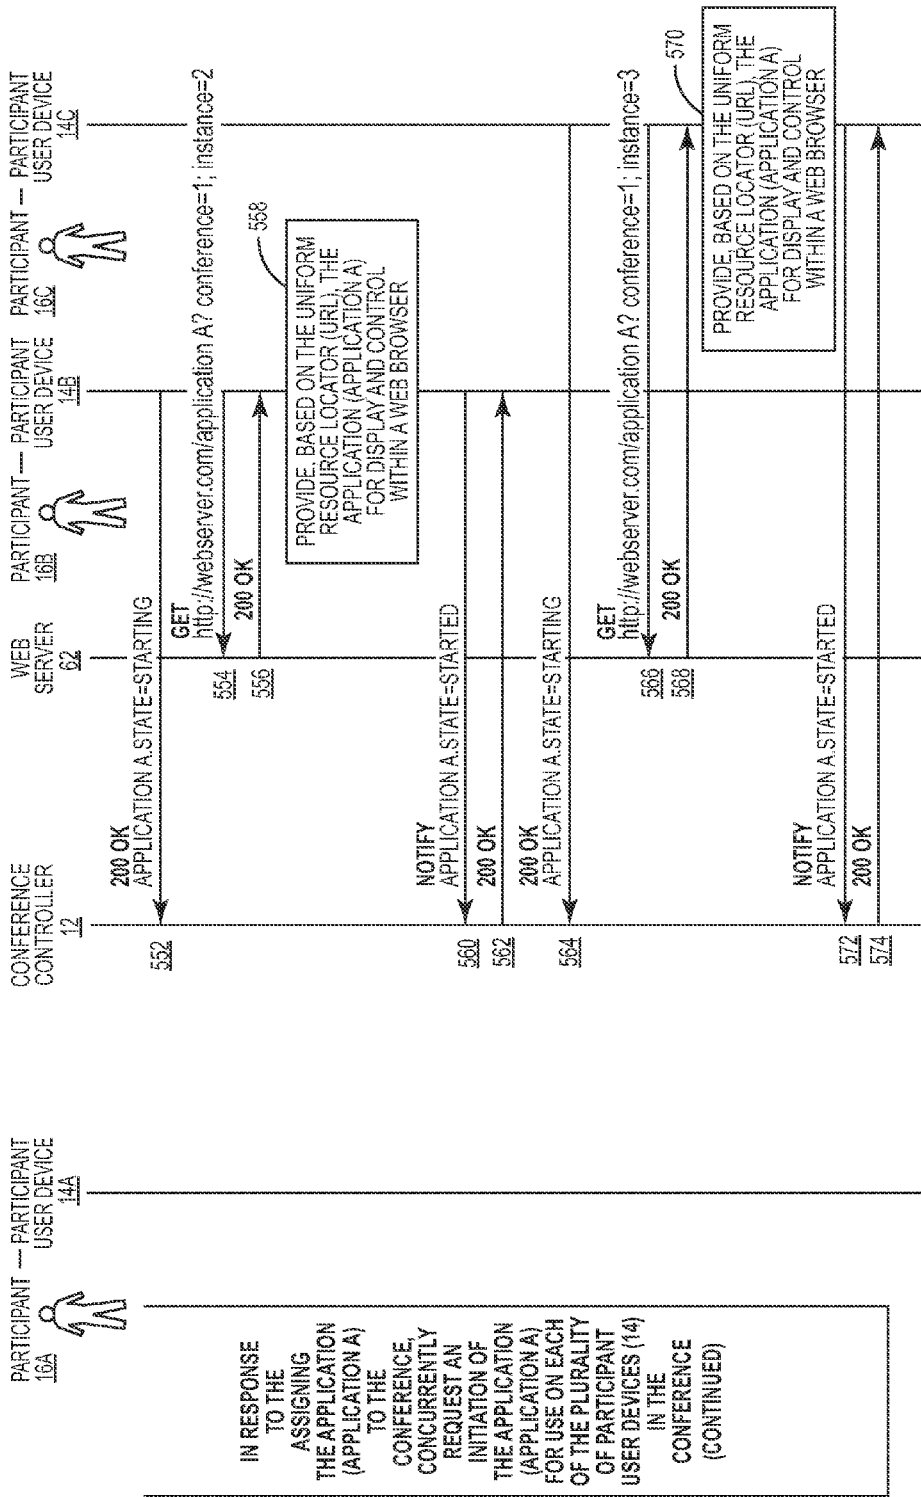 PARTICIPANT — PARTICIPANT
16A USER DEVICE
14A
CONFERENCE
CONTROLLER
12
WEB
SERVER
62
PARTICIPANT — PARTICIPANT
16B USER DEVICE
14B
PARTICIPANT — PARTICIPANT
16C USER DEVICE
14C
IN RESPONSE
TO THE
ASSIGNING
THE APPLICATION
(APPLICATION A)
TO THE
CONFERENCE,
CONCURRENTLY
REQUEST AN
INITIATION OF
THE APPLICATION
(APPLICATION A)
FOR USE ON EACH
OF THE PLURALITY
OF PARTICIPANT
USER DEVICES (14)
IN THE
CONFERENCE
(CONTINUED)
200 OK
APPLICATION A.STATE=STARTING
552
GET
http://webserver.com/application A? conference=1; instance=2
554
200 OK
556
558
PROVIDE, BASED ON THE UNIFORM
RESOURCE LOCATOR (URL), THE
APPLICATION (APPLICATION A)
FOR DISPLAY AND CONTROL
WITHIN A WEB BROWSER
NOTIFY
APPLICATION A.STATE=STARTED
560
200 OK
562
200 OK
APPLICATION A.STATE=STARTING
564
GET
http://webserver.com/application A? conference=1; instance=3
566
200 OK
568
570
PROVIDE, BASED ON THE UNIFORM
RESOURCE LOCATOR (URL), THE
APPLICATION (APPLICATION A)
FOR DISPLAY AND CONTROL
WITHIN A WEB BROWSER
NOTIFY
APPLICATION A.STATE=STARTED
572
200 OK
574